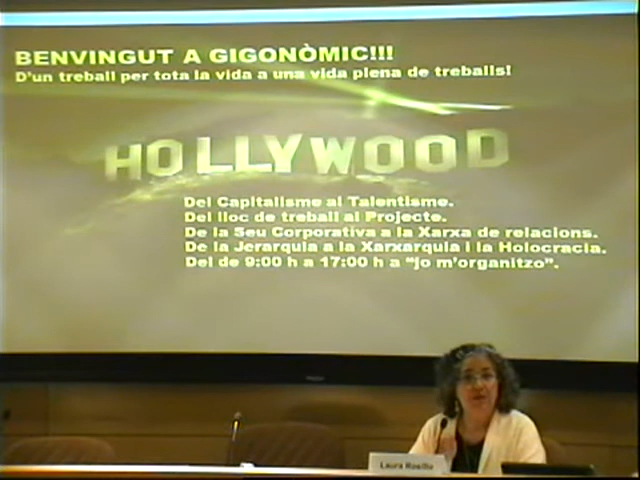 BENVINGUT A GIGONÒMIC!!!
D'un treball per tota la vida a una vida plena de treballs!
HOLLYWOOD
Del Capitalisme al Talentisme.
Del lloc de treball al Projecte.
De la Seu Corporativa a la Xarxa de relacions.
De la Jerarquia a la Xarxarquia i la Holocracia.
Del de 9:00 h a 17:00 h a “jo m'organitzo”.
Laura Rosillo